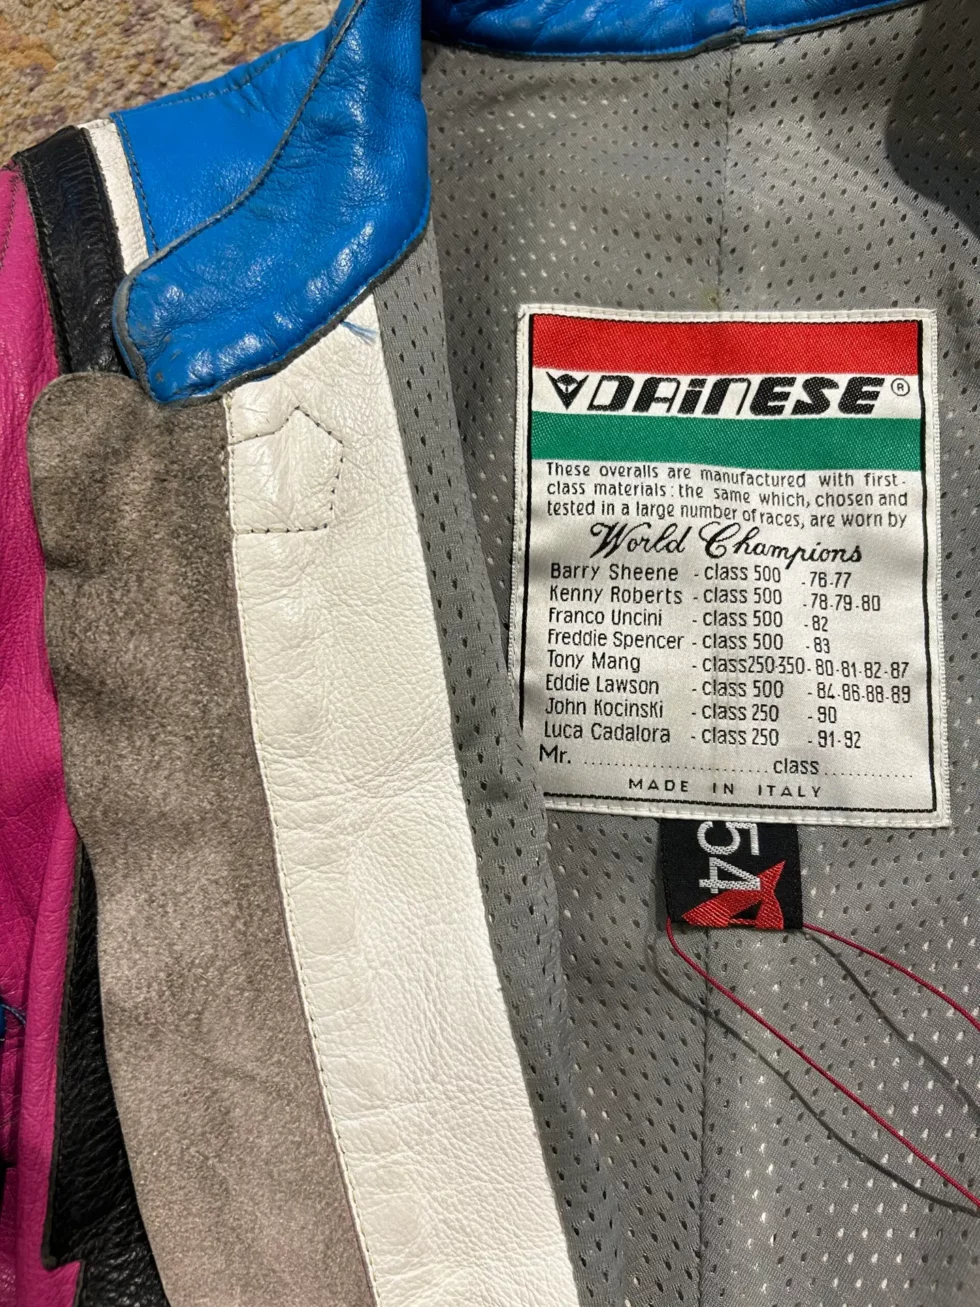 DAINESE®
These overalls are manufactured with first-
class materials: the same which, chosen and
tested in a large number of races, are worn by
World Champions
Barry Sheene - class 500 -76-77
Kenny Roberts - class 500 -78-79-80
Franco Uncini - class 500 -82
Freddie Spencer - class 500 -83
Tony Mang - class250-350-80-81-82-87
Eddie Lawson - class 500 -84-86-88-89
John Kocinski - class 250 -90
Luca Cadalora - class 250 -91-92
Mr. ........................ class ............
MADE IN ITALY
54